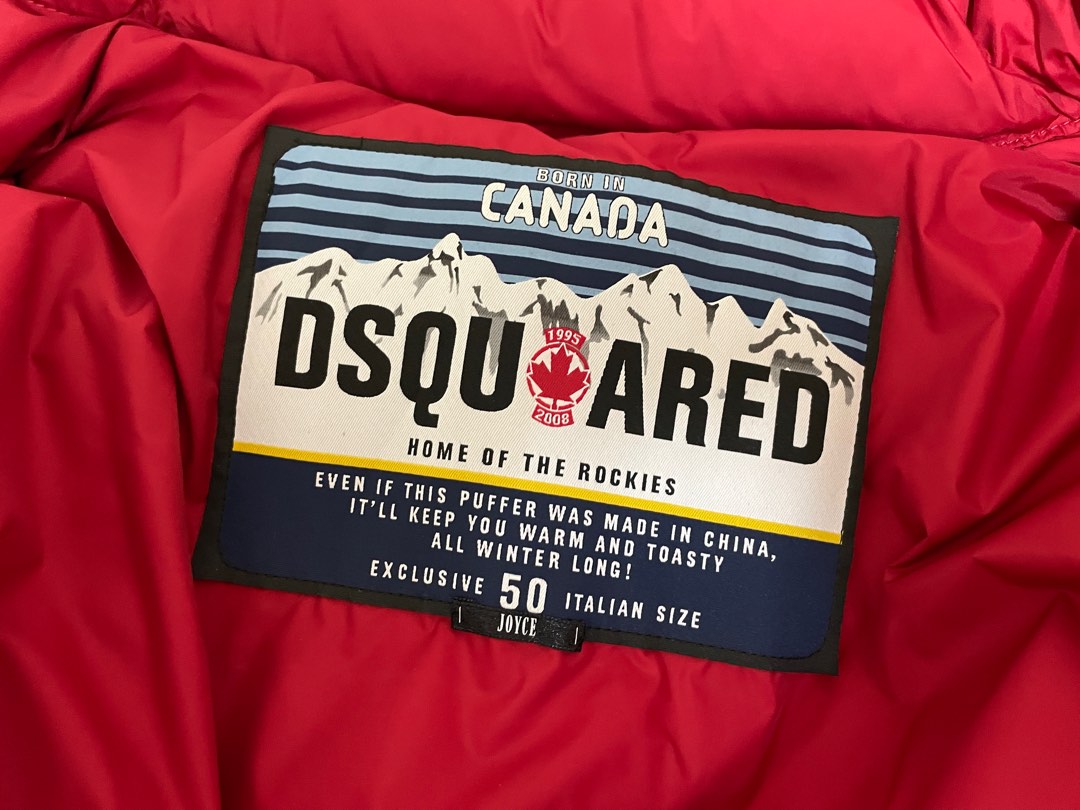 BORN IN
CANADA
DSQU ARED
1995
2008
HOME OF THE ROCKIES
EVEN IF THIS PUFFER WAS MADE IN CHINA,
IT'LL KEEP YOU WARM AND TOASTY
ALL WINTER LONG!
EXCLUSIVE 50 ITALIAN SIZE
JOYCE